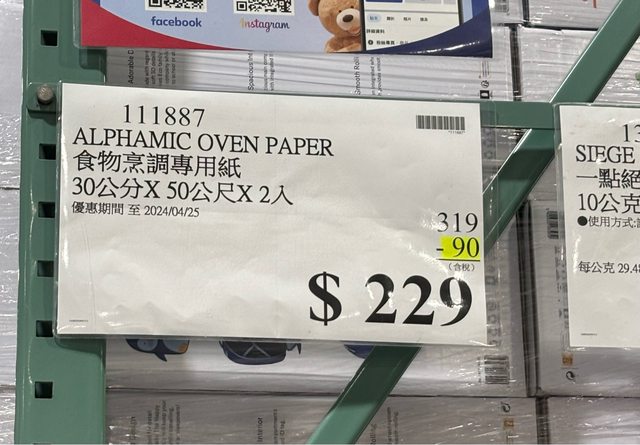 facebook
Instagram
111887
ALPHAMIC OVEN PAPER
食物烹調專用紙
30公分X 50公尺X 2入
優惠期間 至 2024/04/25
319
- 90
(含稅)
$ 229
SIEGE
一點絕
10公克
●使用方式:
每公克 29.48